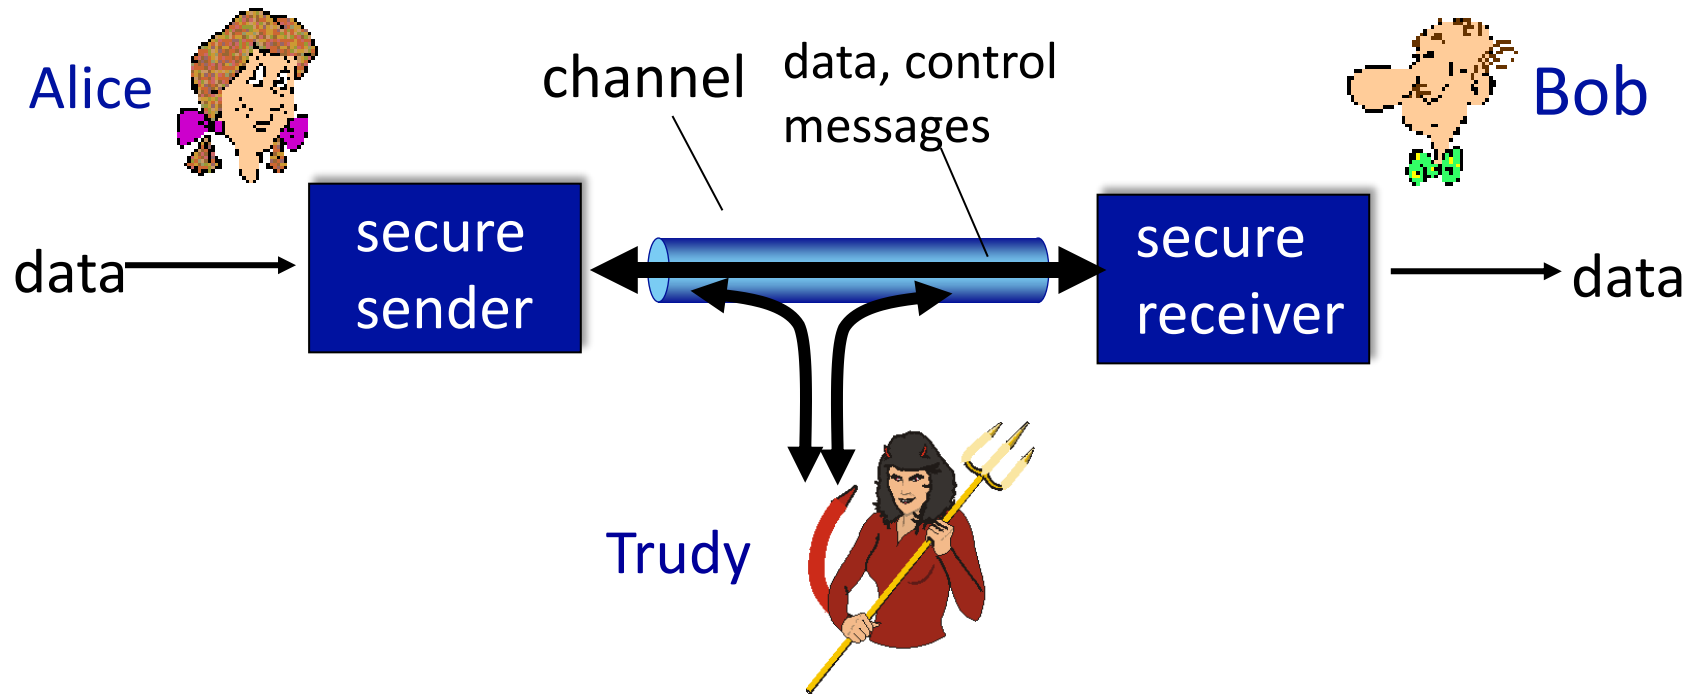 Alice
channel
data, control
messages
Bob
data
secure
sender
secure
receiver
data
Trudy